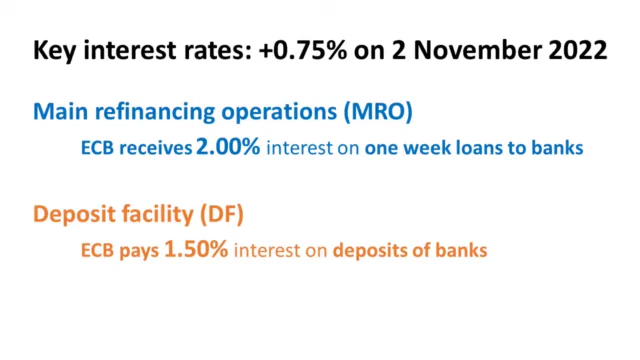 Key interest rates: +0.75% on 2 November 2022
Main refinancing operations (MRO)
ECB receives 2.00% interest on one week loans to banks
Deposit facility (DF)
ECB pays 1.50% interest on deposits of banks